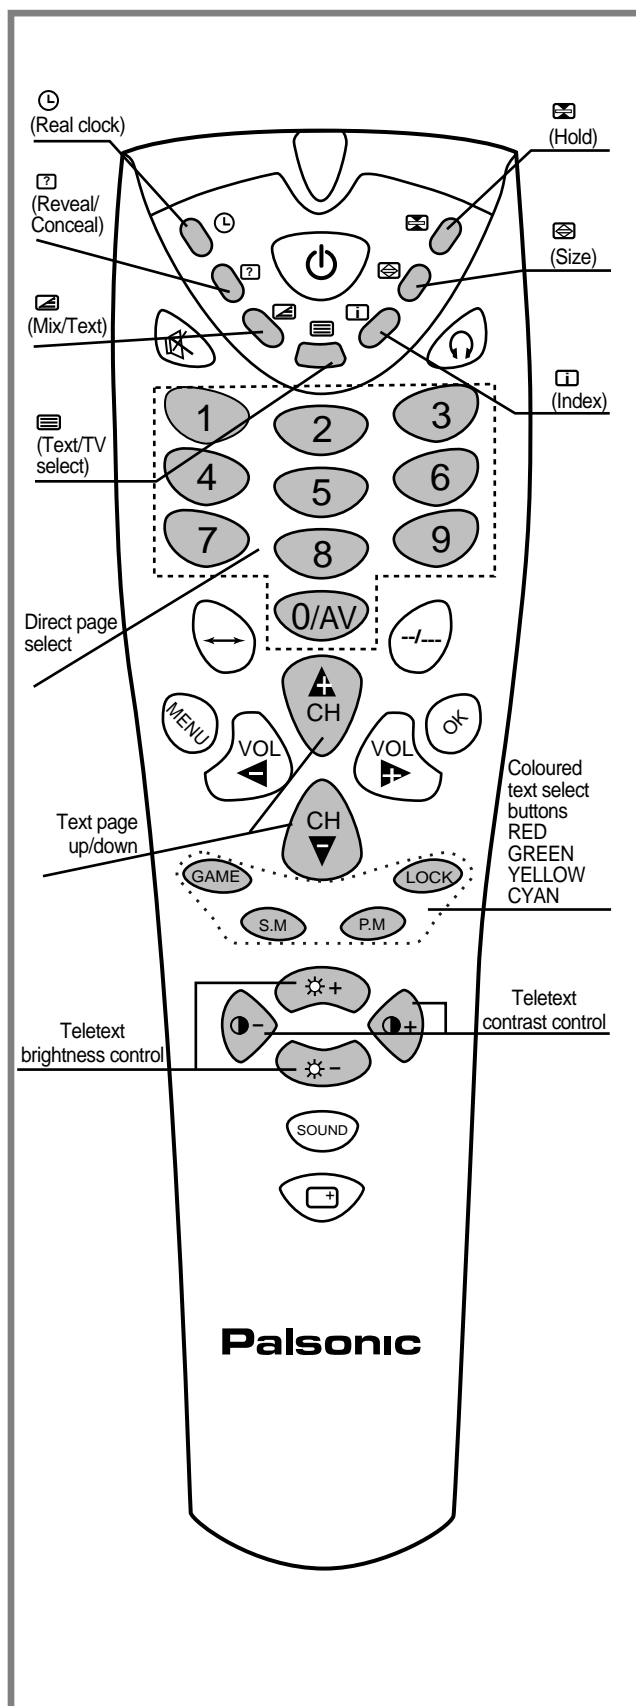 (Real clock)
(Hold)
?
(Reveal/
Conceal)
?
(Size)
(Mix/Text)
i
i
(Index)
(Text/TV
select)
1
2
3
4
5
6
7
8
9
0/AV
Direct page
select
--/---
MENU
+
CH
OK
VOL
-
VOL
+
Coloured
text select
buttons
RED
GREEN
YELLOW
CYAN
Text page
up/down
CH
-
GAME
LOCK
S.M
P.M
+
-
+
Teletext
contrast control
Teletext
brightness control
-
SOUND
+
Palsonic